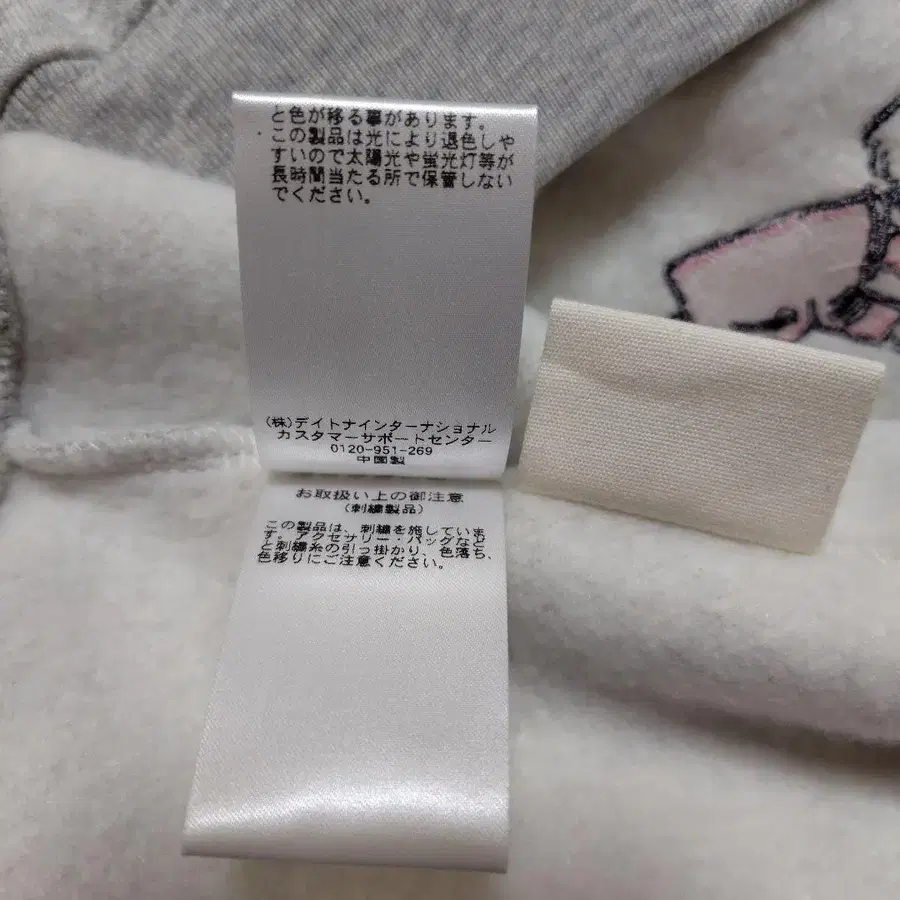 と色が移る事があります。
この製品は光により退色しや
すいので太陽光や蛍光灯等が
長時間当たる所で保管しない
でください。
(株)デイトナインターナショナル
カスタマーサポートセンター
0120-951-269
中国製
お取扱い上の御注意
(刺繍製品)
この製品は、刺繍を施していま
す。アクセサリー・バッグなど
と刺繍糸の引っ掛かり、色落ち、
色移りにご注意ください。